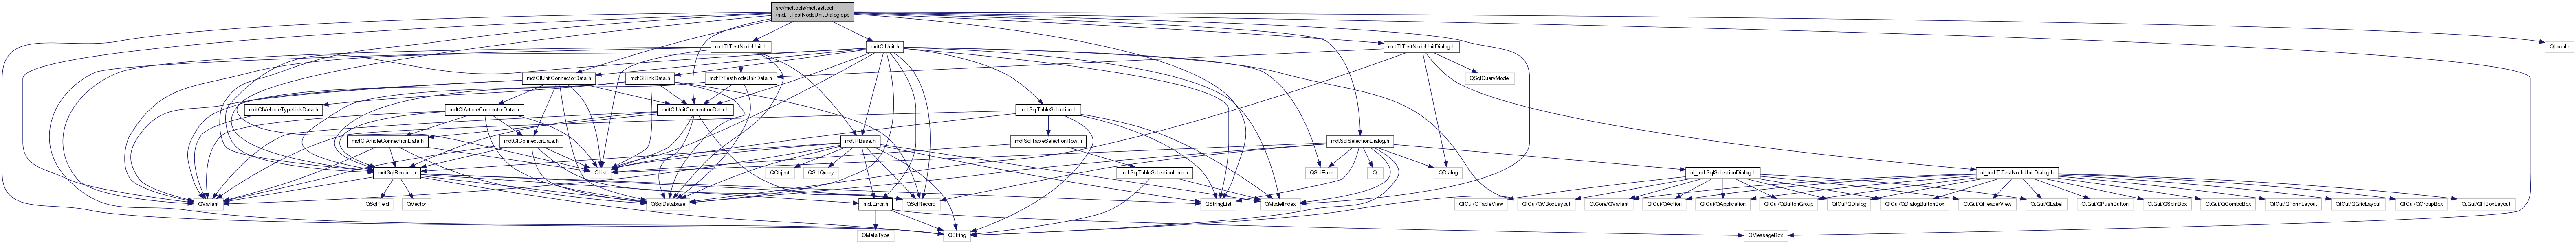 src/mdttools/mdttesttool
/mdtTtTestNodeUnitDialog.cpp
mdtTtTestNodeUnit.h
mdtClUnit.h
mdtTtTestNodeUnitDialog.h
QLocale
mdtClUnitConnectorData.h
mdtClLinkData.h
mdtTtTestNodeUnitData.h
QSqlQueryModel
mdtClVehicleTypeLinkData.h
mdtClArticleConnectorData.h
mdtClUnitConnectionData.h
mdtSqlTableSelection.h
mdtClArticleConnectionData.h
mdtClConnectorData.h
mdtTtBase.h
mdtSqlTableSelectionRow.h
mdtSqlSelectionDialog.h
mdtSqlRecord.h
QList
QObject
QSqlQuery
mdtSqlTableSelectionItem.h
QSqlError
Qt
QDialog
ui_mdtSqlSelectionDialog.h
ui_mdtTtTestNodeUnitDialog.h
QVariant
QSqlField
QVector
QSqlDatabase
mdtError.h
QSqlRecord
QStringList
QModelIndex
QtGui/QTableView
QtGui/QVBoxLayout
QtCore/QVariant
QtGui/QAction
QtGui/QApplication
QtGui/QButtonGroup
QtGui/QDialog
QtGui/QDialogButtonBox
QtGui/QHeaderView
QtGui/QLabel
QtGui/QPushButton
QtGui/QSpinBox
QtGui/QComboBox
QtGui/QFormLayout
QtGui/QGridLayout
QtGui/QGroupBox
QtGui/QHBoxLayout
QMetaType
QString
QMessageBox